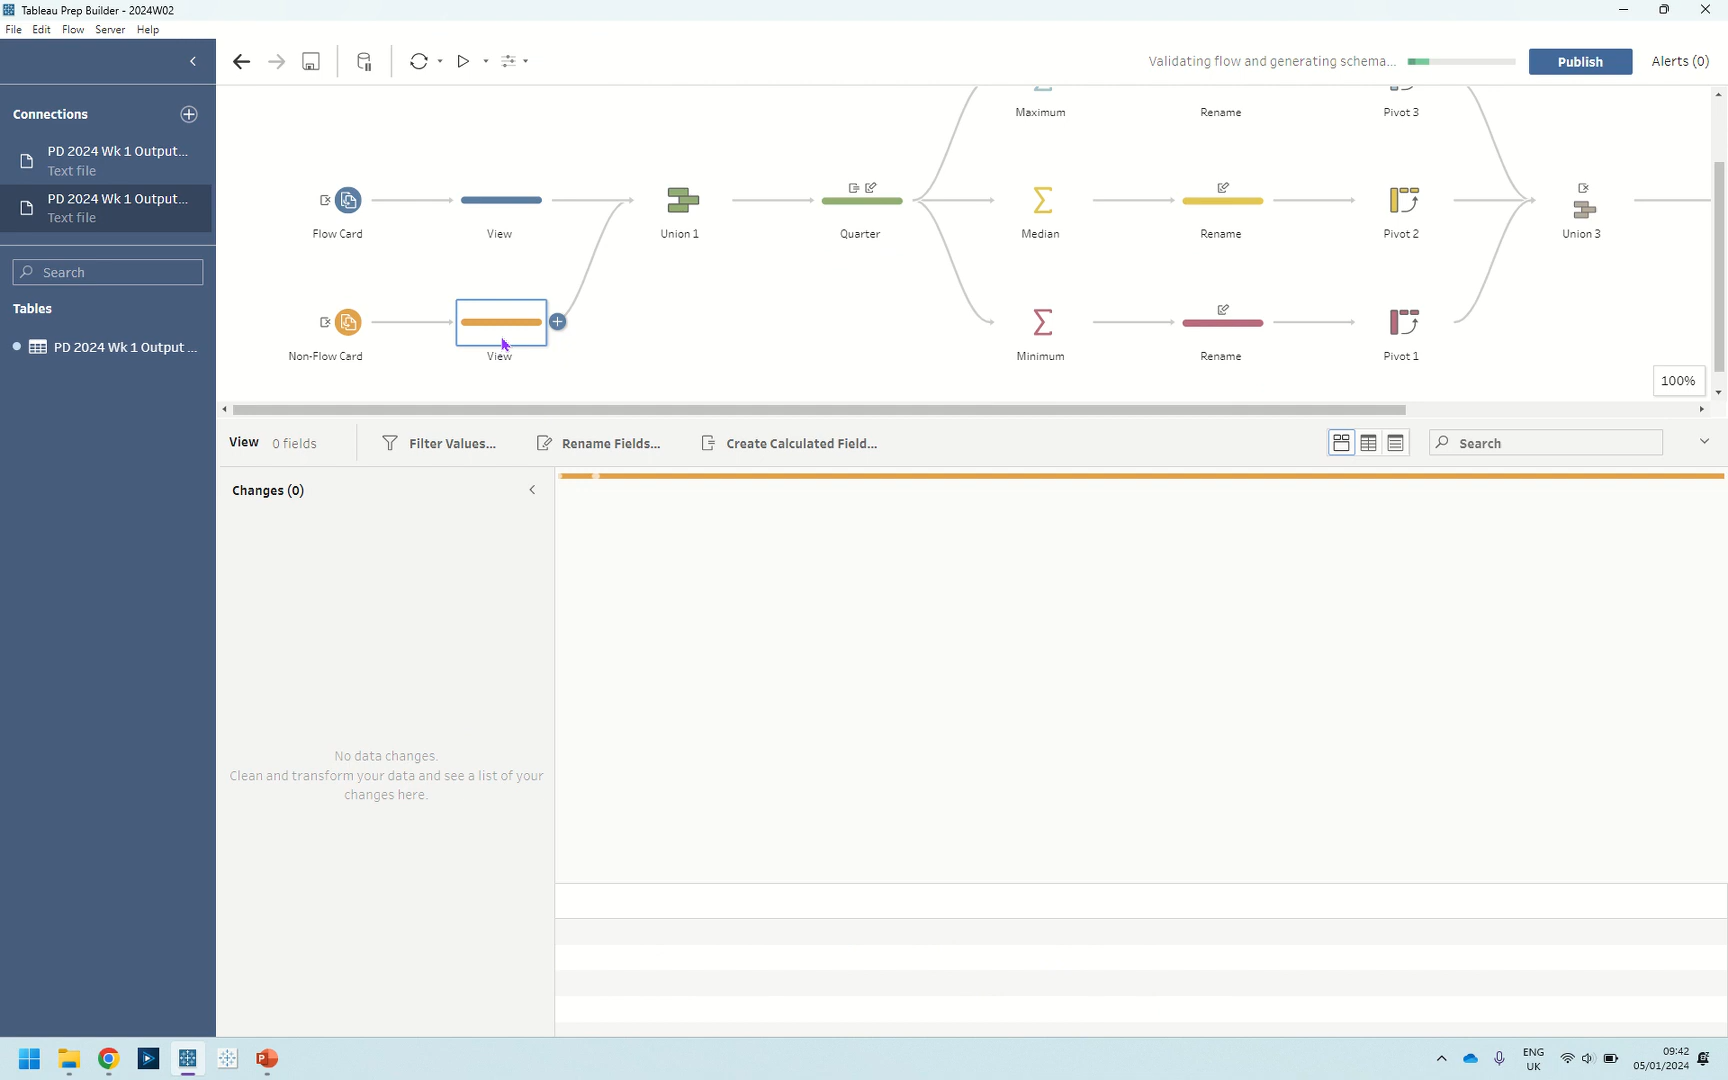 Tableau Prep Builder - 2024W02
File Edit Flow Server Help
Validating flow and generating schema...
Publish
Alerts (0)
Connections
PD 2024 Wk 1 Output...
Text file
PD 2024 Wk 1 Output...
Text file
Search
Tables
PD 2024 Wk 1 Output ...
Maximum
Rename
Pivot 3
Flow Card
View
Union 1
Quarter
Median
Rename
Pivot 2
Union 3
Non-Flow Card
View
Minimum
Rename
Pivot 1
100%
View 0 fields
Filter Values...
Rename Fields...
Create Calculated Field...
Search
Changes (0)
No data changes.
Clean and transform your data and see a list of your
changes here.
ENG
UK
09:42
05/01/2024